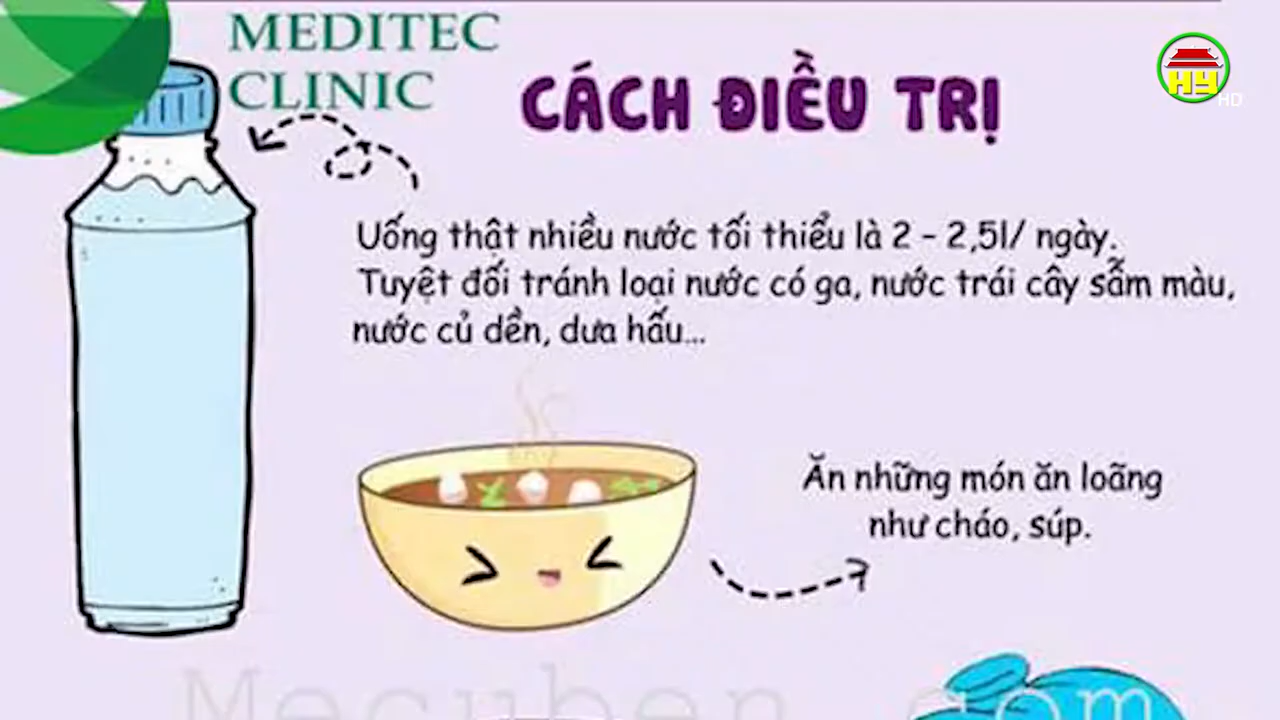 MEDITEC
CLINIC
CÁCH ĐIỀU TRỊ
HY
HD
Uống thật nhiều nước tối thiểu là 2 - 2,5l/ ngày.
Tuyệt đối tránh loại nước có ga, nước trái cây sẫm màu,
nước củ dền, dưa hấu...
Ăn những món ăn loãng
như cháo, súp.
Mecuben.com